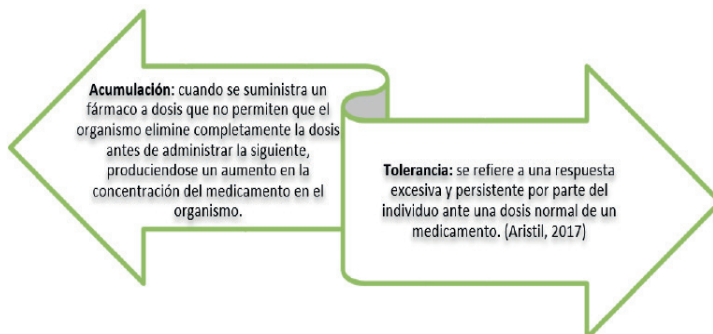 Acumulación: cuando se suministra un
fármaco a dosis que no permiten que el
organismo elimine completamente la dosis
antes de administrar la siguiente,
produciendose un aumento en la
concentración del medicamento en el
organismo.
Tolerancia: se refiere a una respuesta
excesiva y persistente por parte del
individuo ante una dosis normal de un
medicamento. (Aristil, 2017)